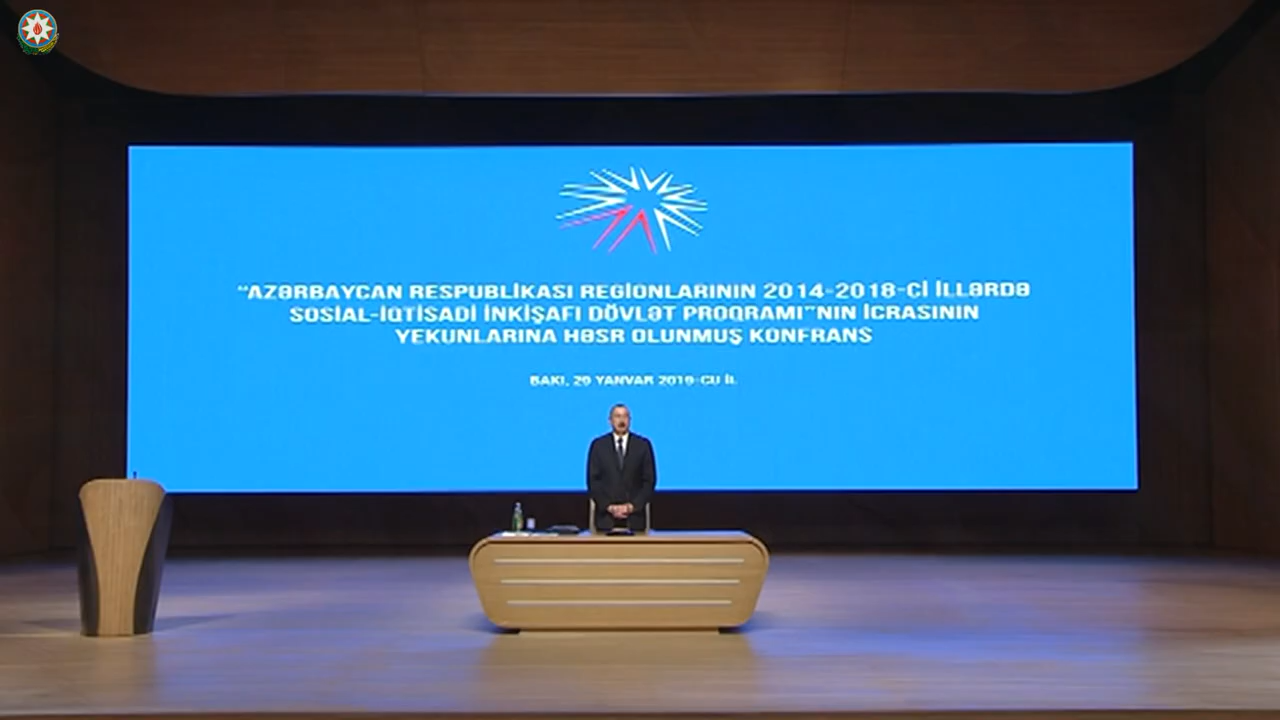 "AZƏRBAYCAN RESPUBLİKASI REGİONLARININ 2014-2018-Cİ İLLƏRDƏ
SOSİAL-İQTİSADİ İNKİŞAFI DÖVLƏT PROQRAMI"NIN İCRASININ
YEKUNLARINA HƏSR OLUNMUŞ KONFRANS
BAKI, 29 YANVAR 2019-CU İL